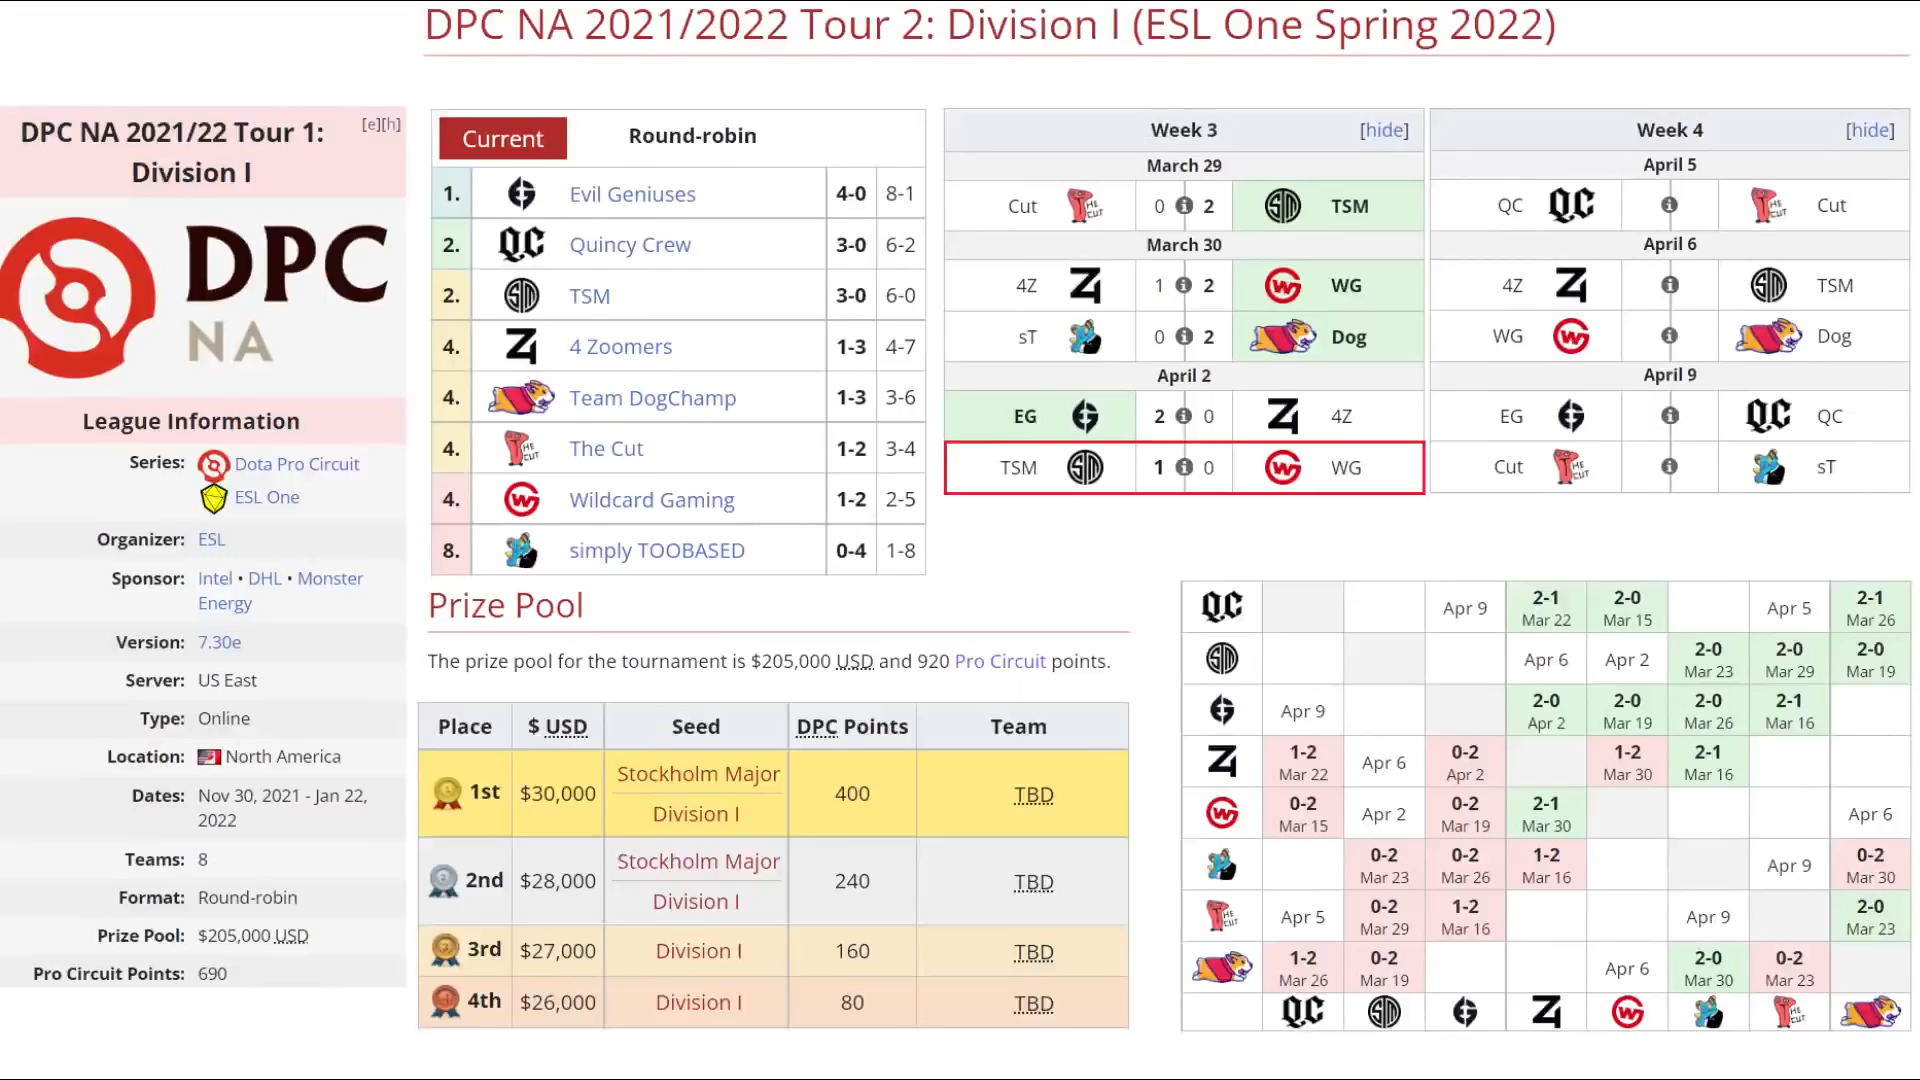 DPC NA 2021/2022 Tour 2: Division I (ESL One Spring 2022)
DPC NA 2021/22 Tour 1:
Division I
[e][h]
DPC
NA
League Information
Series: Dota Pro Circuit
ESL One
Organizer: ESL
Sponsor: Intel • DHL • Monster
Energy
Version: 7.30e
Server: US East
Type: Online
Location: North America
Dates: Nov 30, 2021 - Jan 22,
2022
Teams: 8
Format: Round-robin
Prize Pool: $205,000 USD
Pro Circuit Points: 690
Current Round-robin
1. Evil Geniuses 4-0 8-1
2. QC Quincy Crew 3-0 6-2
2. TSM 3-0 6-0
4. Z4 4 Zoomers 1-3 4-7
4. Team DogChamp 1-3 3-6
4. THE CUT The Cut 1-2 3-4
4. Wildcard Gaming 1-2 2-5
8. simply TOOBASED 0-4 1-8
Week 3 [hide]
March 29
Cut THE CUT 0 2 TSM
March 30
4Z 1 2 WG
sT 0 2 Dog
April 2
EG 2 0 4Z
TSM 1 0 WG
Week 4 [hide]
April 5
QC QC THE CUT Cut
April 6
4Z TSM
WG Dog
April 9
EG QC QC
Cut THE CUT sT
Prize Pool
The prize pool for the tournament is $205,000 USD and 920 Pro Circuit points.
Place $ USD Seed DPC Points Team
1st $30,000 Stockholm Major Division I 400 TBD
2nd $28,000 Stockholm Major Division I 240 TBD
3rd $27,000 Division I 160 TBD
4th $26,000 Division I 80 TBD
QC Apr 9 2-1 Mar 22 2-0 Mar 15 Apr 5 2-1 Mar 26
Apr 6 Apr 2 2-0 Mar 23 2-0 Mar 29 2-0 Mar 19
Apr 9 2-0 Apr 2 2-0 Mar 19 2-0 Mar 26 2-1 Mar 16
1-2 Mar 22 Apr 6 0-2 Apr 2 1-2 Mar 30 2-1 Mar 16
0-2 Mar 15 Apr 2 0-2 Mar 19 2-1 Mar 30 Apr 6
0-2 Mar 23 0-2 Mar 26 1-2 Mar 16 Apr 9 0-2 Mar 30
THE CUT Apr 5 0-2 Mar 29 1-2 Mar 16 Apr 9 2-0 Mar 23
1-2 Mar 26 0-2 Mar 19 Apr 6 2-0 Mar 30 0-2 Mar 23
QC THE CUT